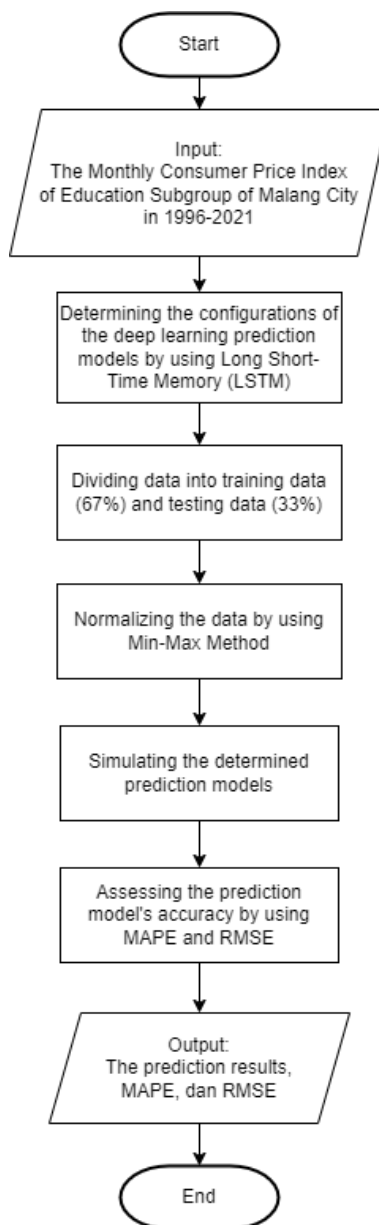 Start
Input:
The Monthly Consumer Price Index
of Education Subgroup of Malang City
in 1996-2021
Determining the configurations of
the deep learning prediction
models by using Long Short-
Time Memory (LSTM)
Dividing data into training data
(67%) and testing data (33%)
Normalizing the data by using
Min-Max Method
Simulating the determined
prediction models
Assessing the prediction
model's accuracy by using
MAPE and RMSE
Output:
The prediction results,
MAPE, dan RMSE
End